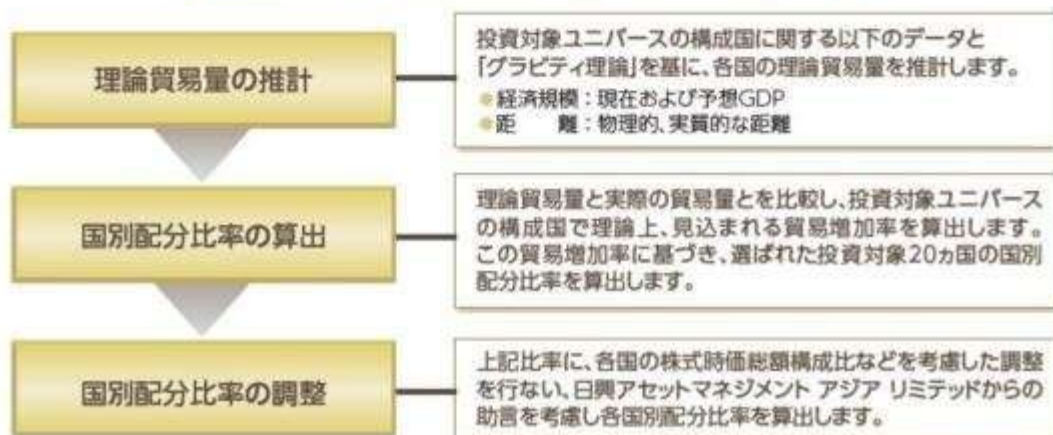 理論貿易量の推計
投資対象ユニバースの構成国に関する以下のデータと
「グラビティ理論」を基に、各国の理論貿易量を推計します。
●経済規模：現在および予想GDP
●距　　離：物理的、実質的な距離
国別配分比率の算出
理論貿易量と実際の貿易量とを比較し、投資対象ユニバース
の構成国で理論上、見込まれる貿易増加率を算出します。
この貿易増加率に基づき、選ばれた投資対象20ヵ国の国別
配分比率を算出します。
国別配分比率の調整
上記比率に、各国の株式時価総額構成比などを考慮した調整
を行ない、日興アセットマネジメント アジア リミテッドからの
助言を考慮し各国別配分比率を算出します。